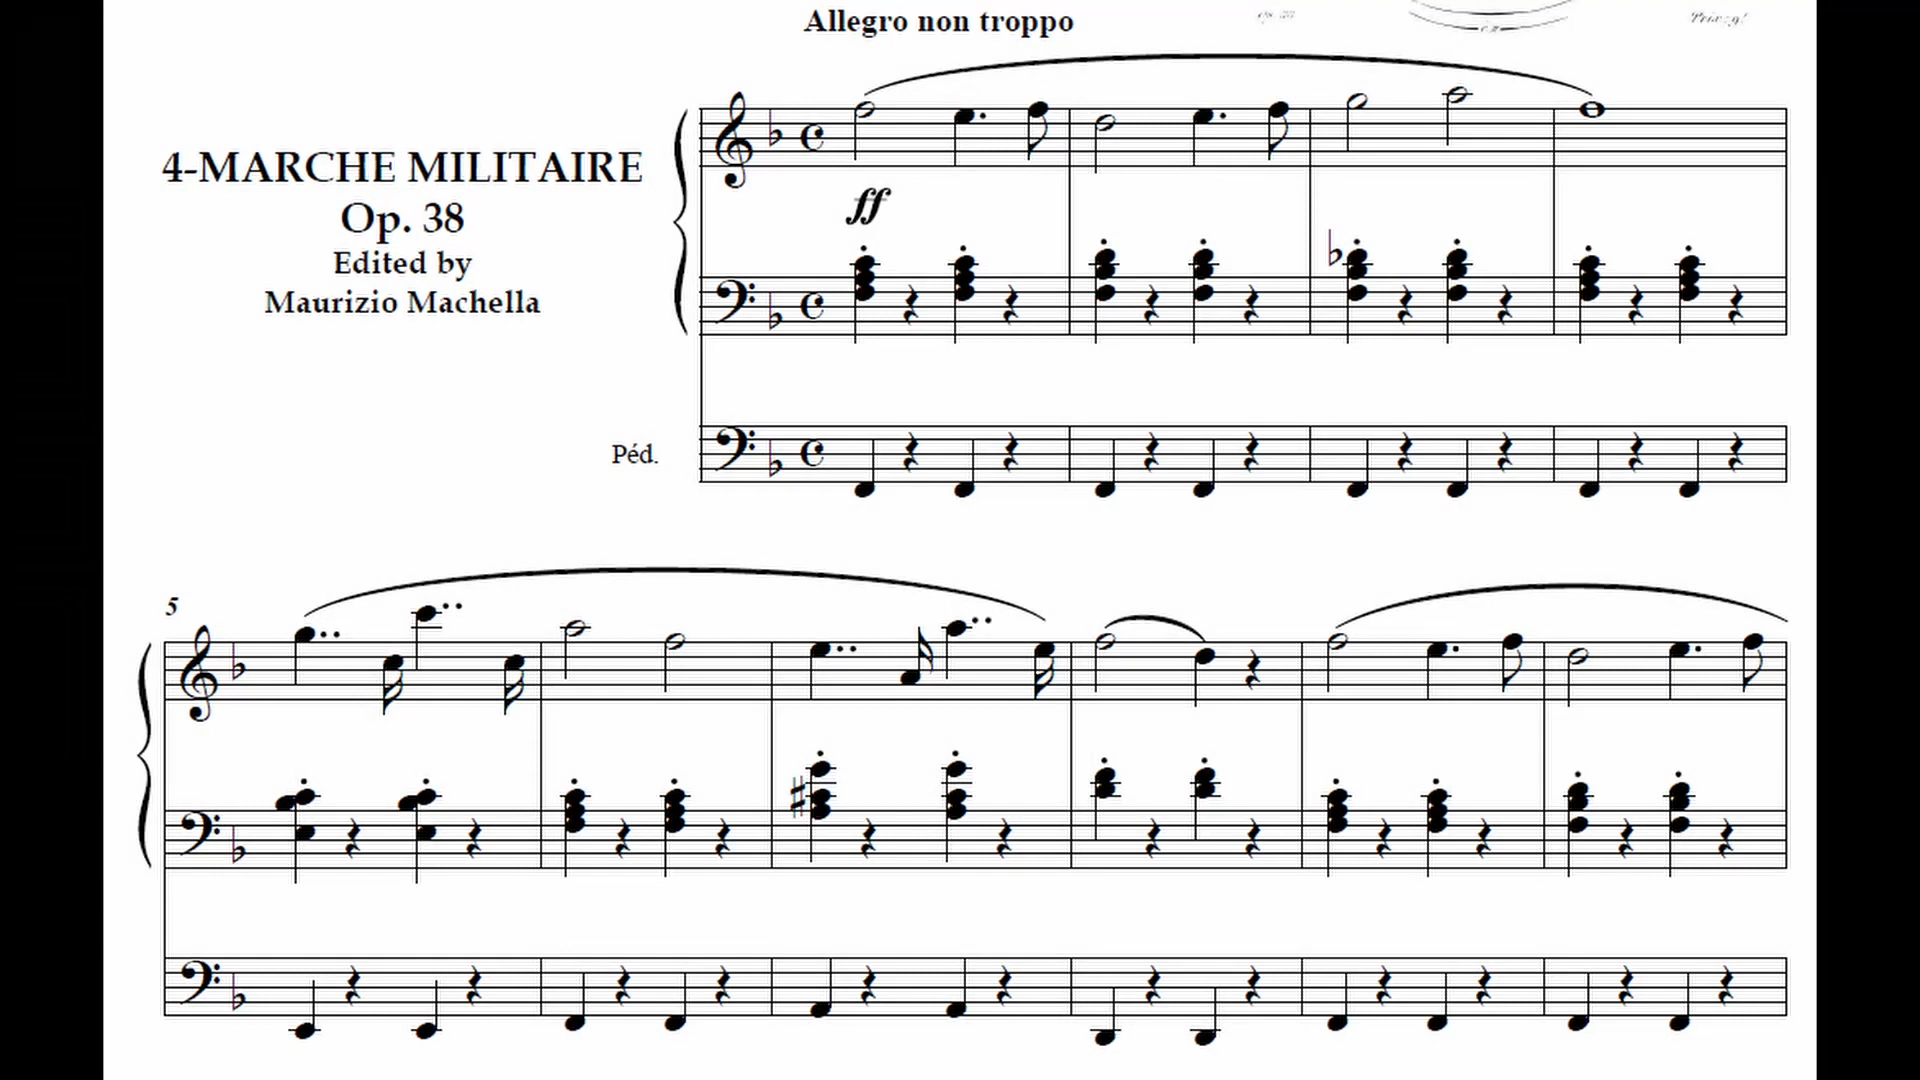 Allegro non troppo
4-MARCHE MILITAIRE
Op. 38
Edited by
Maurizio Machella
ff
Péd.
5